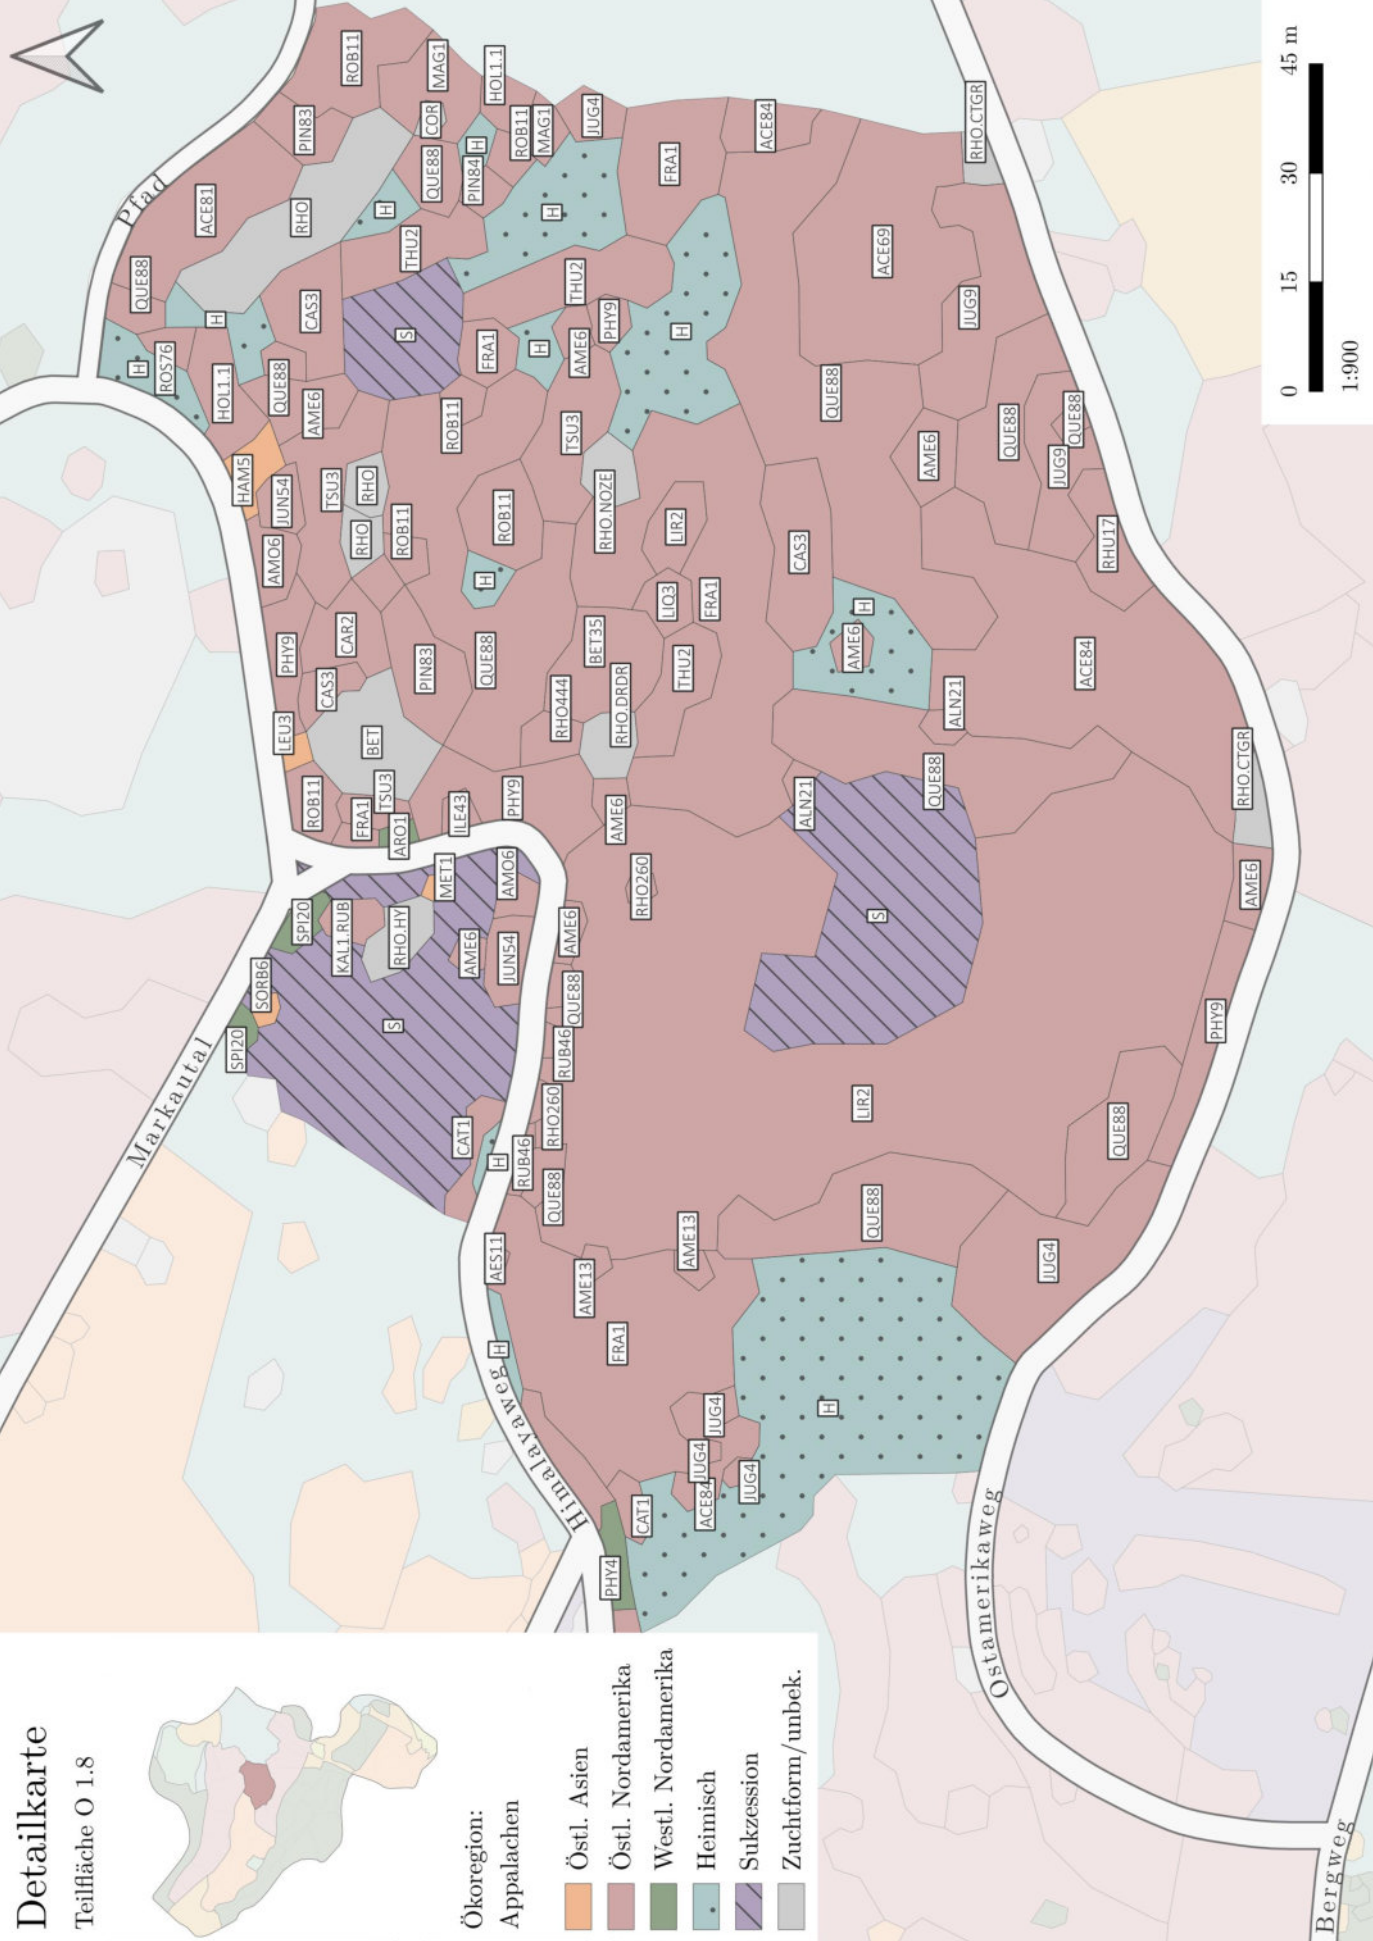 Detailkarte
Teilfläche O 1.8
Ökoregion:
Appalachen
Östl. Asien
Östl. Nordamerika
Westl. Nordamerika
Heimisch
Sukzession
Zuchtform/unbek.
Markautal
Pfad
Himalayaweg
Ostamerikaweg
Bergweg
0 15 30 45 m
1:900
SPI20
SORB6
SPI20
KAL1.RUB
RHO.HY
S
MET1
AME6
AMO6
JUN54
CAT1
H
RUB46
RHO260
QUE88
RUB46
QUE88
AME6
AES11
H
AME13
AME13
FRA1
JUG4
JUG4
ACE84
JUG4
CAT1
PHY4
H
QUE88
JUG4
LIR2
QUE88
PHY9
AME6
RHO.CTGR
S
RHO260
AME6
ALN21
QUE88
ALN21
ACE84
AME6
H
CAS3
RHU17
JUG9
QUE88
QUE88
AME6
QUE88
JUG9
ACE69
RHO.CTGR
ACE84
FRA1
JUG4
MAG1
ROB11
HOL1.1
MAG1
ROB11
COR
QUE88
PIN84
H
H
H
THU2
RHO
PIN83
ACE81
QUE88
H
ROS76
H
HOL1.1
CAS3
QUE88
AME6
S
FRA1
H
AME6
PHY9
THU2
H
TSU3
ROB11
RHO.NOZE
LIR2
ROB11
H
ROB11
RHO
RHO
TSU3
HAM5
JUN54
AMO6
PHY9
CAR2
CAS3
LEU3
BET
PIN83
QUE88
BET35
RHO444
RHO.DRDR
THU2
LIQ3
FRA1
ROB11
FRA1
TSU3
ARO1
ILE43
PHY9